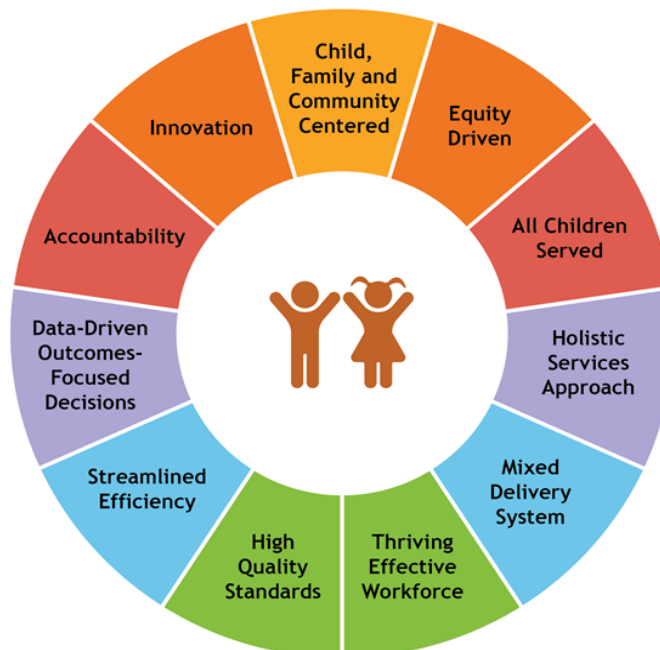 Child,
Family and
Community
Centered
Equity
Driven
All Children
Served
Holistic
Services
Approach
Mixed
Delivery
System
Thriving
Effective
Workforce
High
Quality
Standards
Streamlined
Efficiency
Data-Driven
Outcomes-
Focused
Decisions
Accountability
Innovation